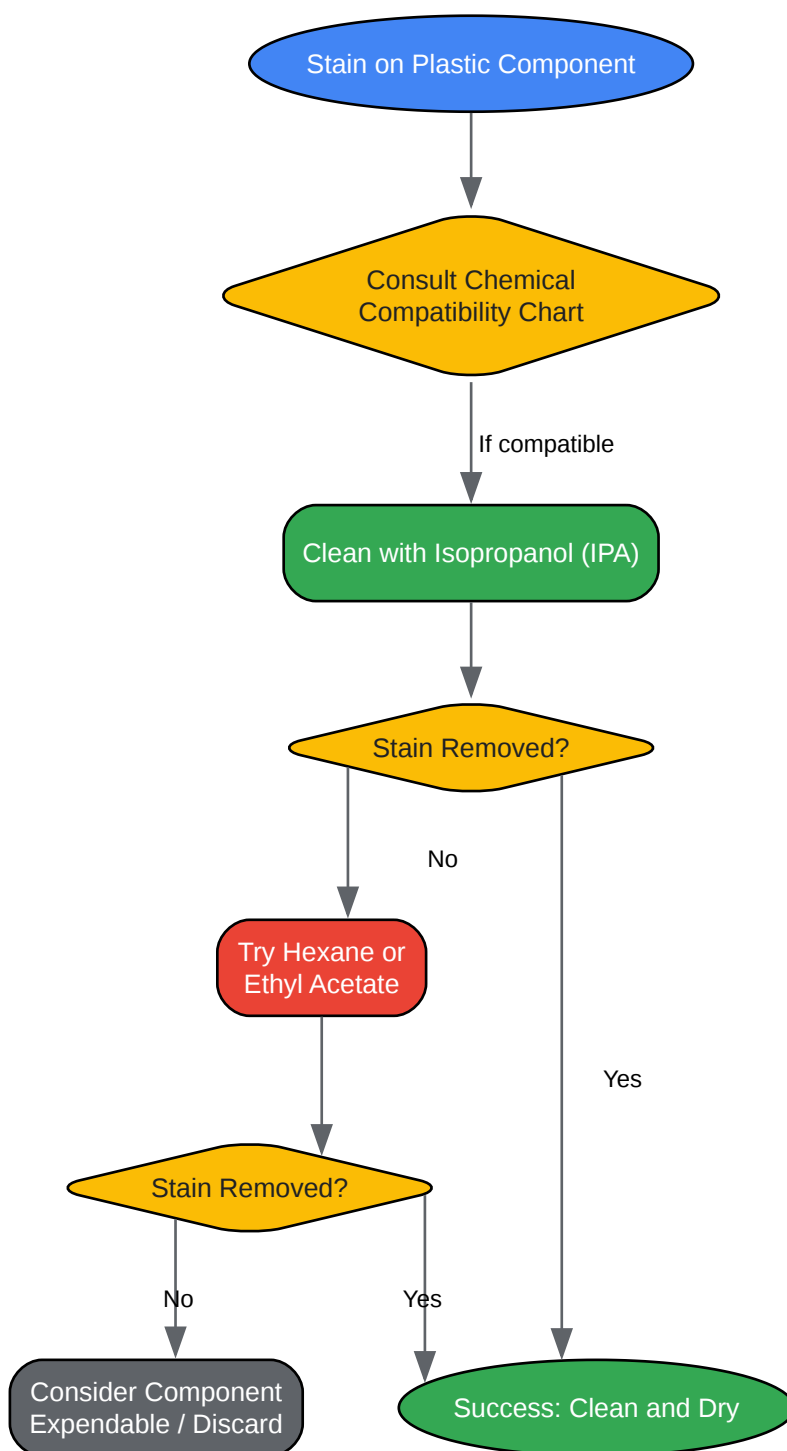 Stain on Plastic Component
Consult Chemical
Compatibility Chart
If compatible
Clean with Isopropanol (IPA)
Stain Removed?
No
Try Hexane or
Ethyl Acetate
Yes
Stain Removed?
No
Yes
Consider Component
Expendable / Discard
Success: Clean and Dry